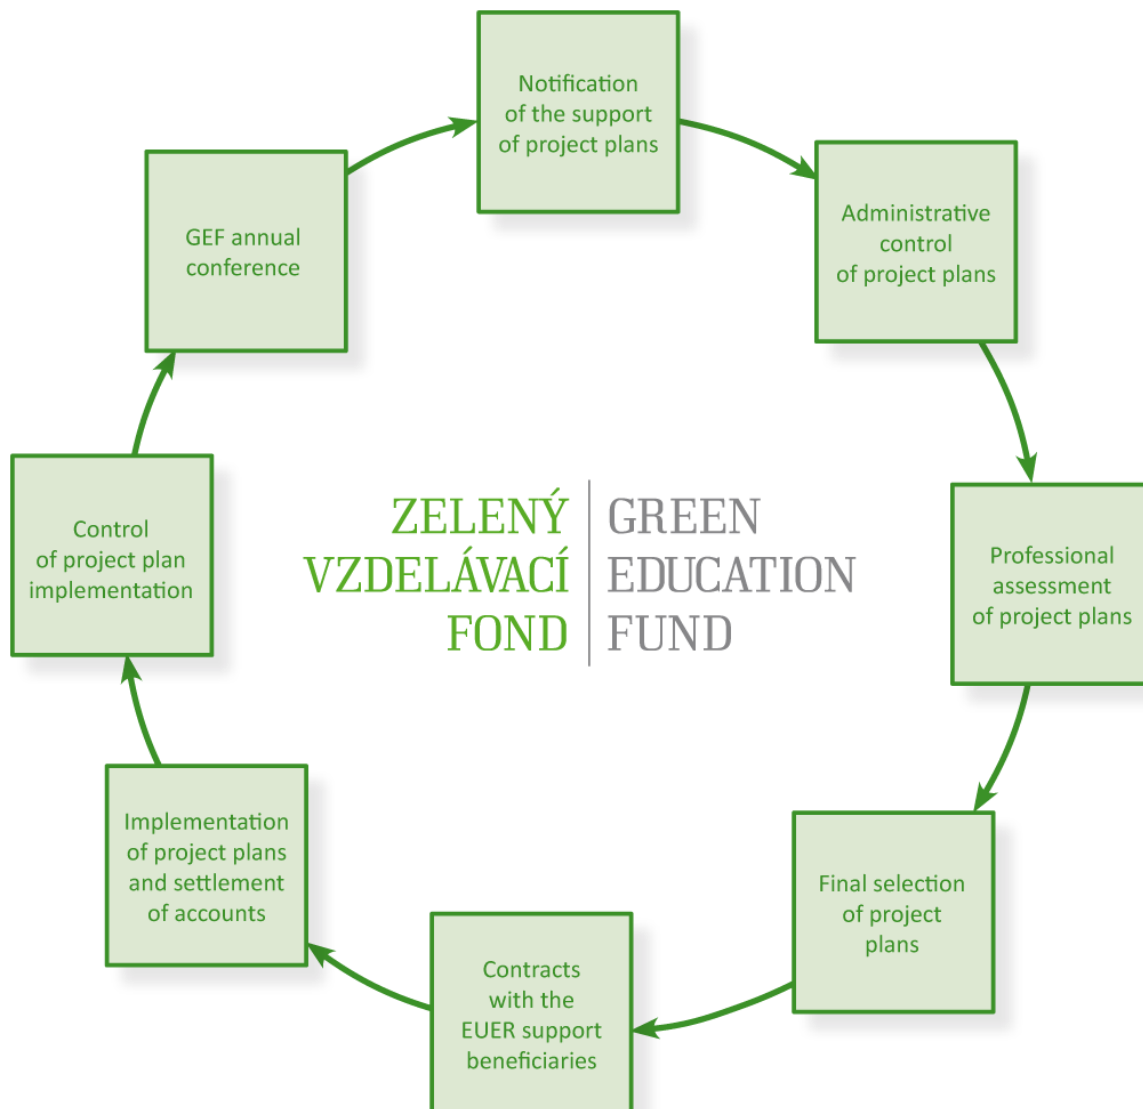 Notification
of the support
of project plans
Administrative
control
of project plans
Professional
assessment
of project plans
Final selection
of project
plans
Contracts
with the
EUER support
beneficiaries
Implementation
of project plans
and settlement
of accounts
Control
of project plan
implementation
GEF annual
conference
ZELENÝ
VZDELÁVACÍ
FOND
GREEN
EDUCATION
FUND